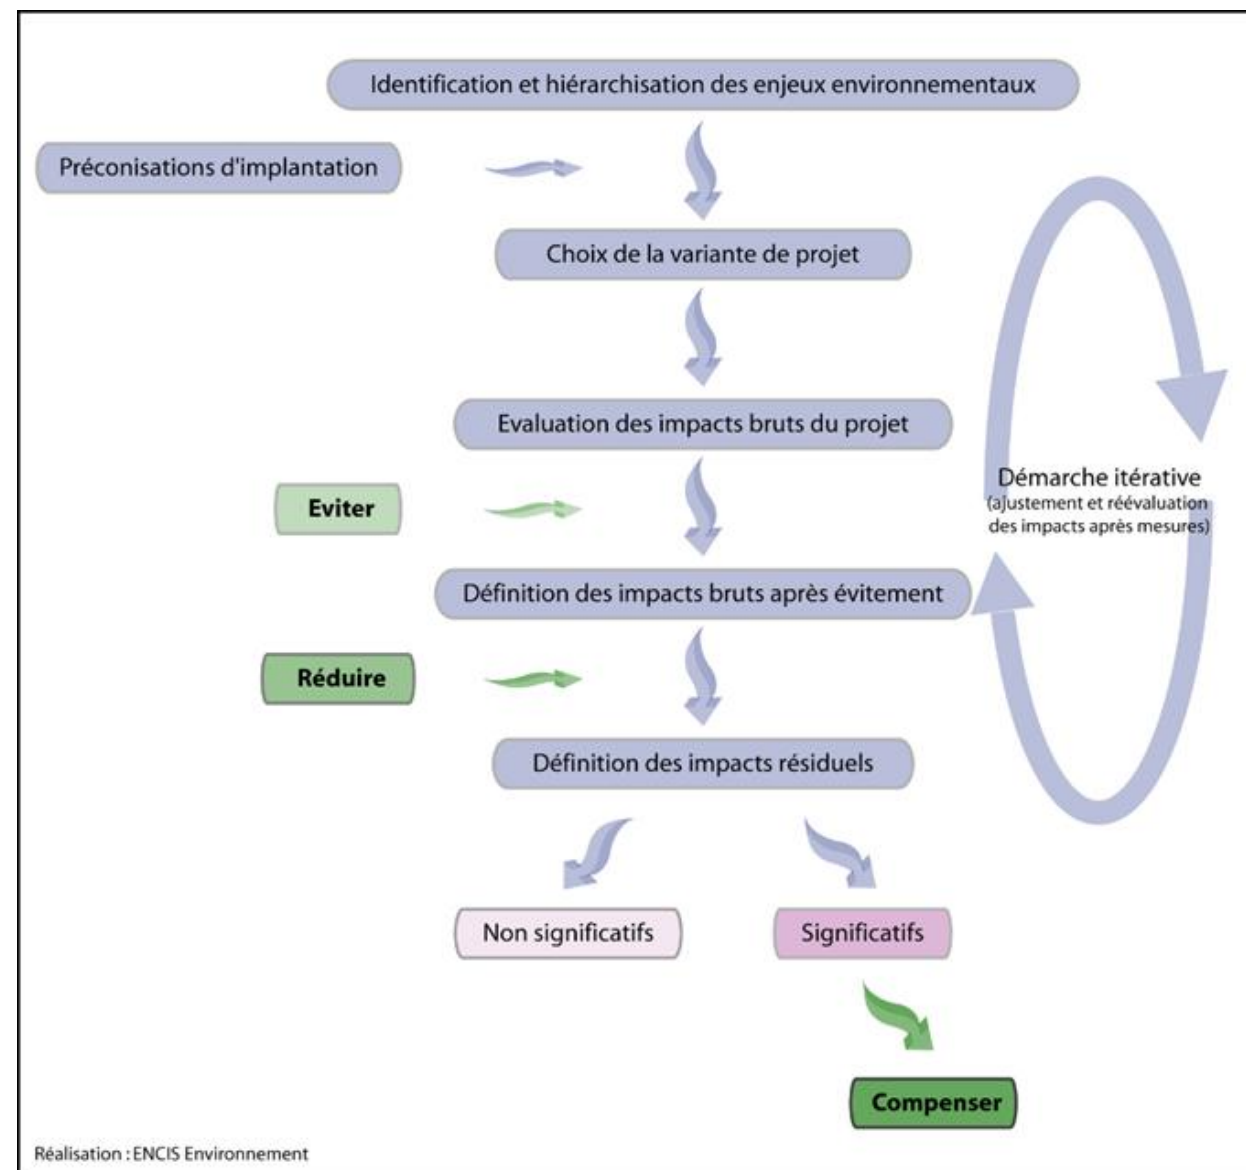 Identification et hiérarchisation des enjeux environnementaux
Préconisations d'implantation
Choix de la variante de projet
Evaluation des impacts bruts du projet
Démarche itérative
(ajustement et réévaluation
des impacts après mesures)
Eviter
Définition des impacts bruts après évitement
Réduire
Définition des impacts résiduels
Non significatifs
Significatifs
Compenser
Réalisation : ENCIS Environnement